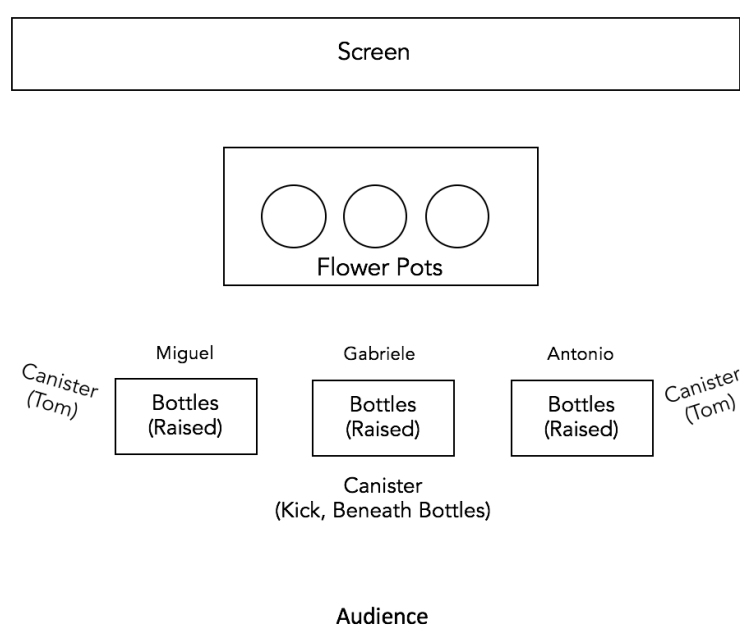 Screen
Flower Pots
Miguel
Gabriele
Antonio
Canister
(Tom)
Bottles
(Raised)
Bottles
(Raised)
Bottles
(Raised)
Canister
(Tom)
Canister
(Kick, Beneath Bottles)
Audience